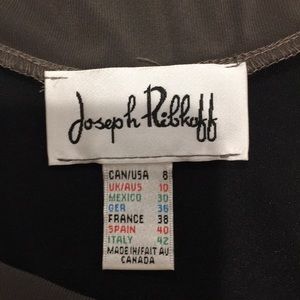 Joseph Ribkoff
CAN/USA 8
UK/AUS 10
MEXICO 30
GER 36
FRANCE 38
SPAIN 40
ITALY 42
MADE IN/FAIT AU
CANADA